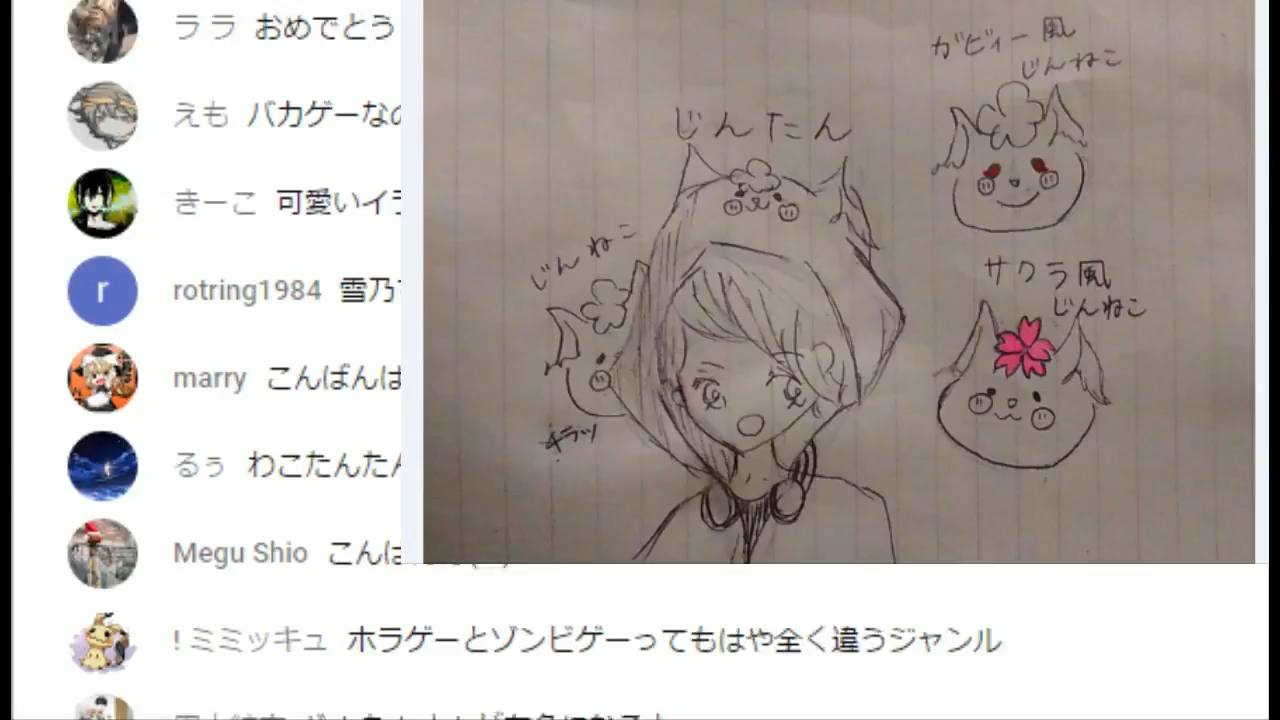 ララ おめでとう
えも バカゲーなの
きーこ 可愛いイラ
r
rotring1984 雪乃
marry こんばんは
るぅ わこたんたん
Megu Shio こんは
! ミミッキュ ホラゲーとゾンビゲーってもはや全く違うジャンル
ガビィー風
じんねこ
じんたん
じんねこ
キラッ
サクラ風
じんねこ